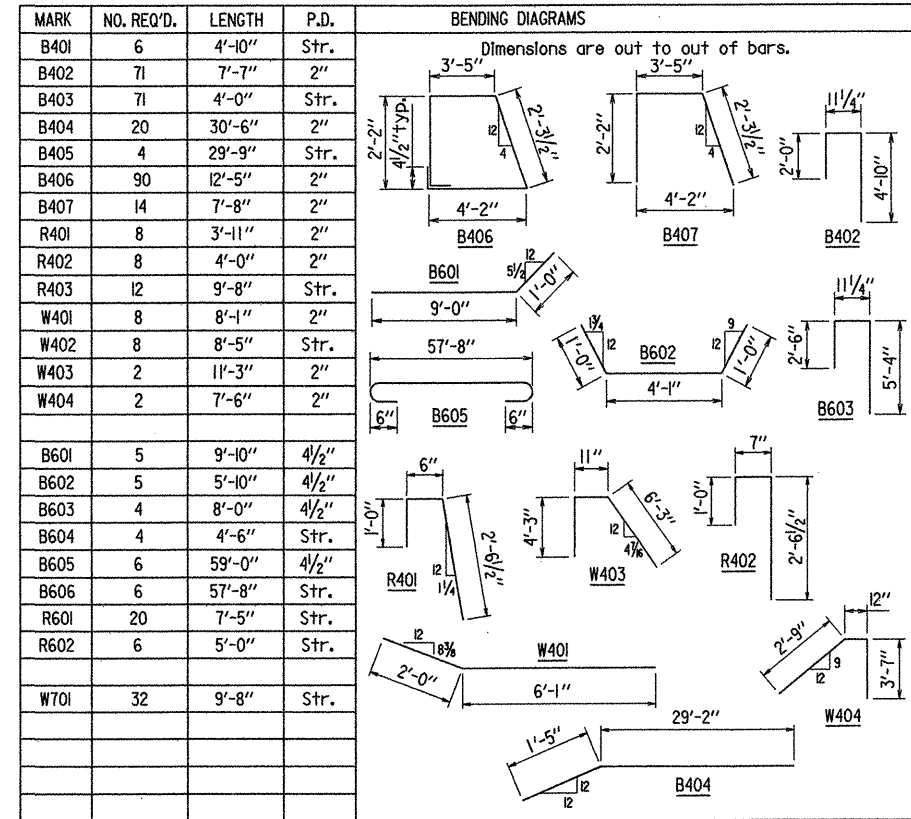 MARK NO. REQ'D. LENGTH P.D. BENDING DIAGRAMS
B401 6 4'-10" Str.
B402 71 7'-7" 2"
B403 71 4'-0" Str.
B404 20 30'-6" 2"
B405 4 29'-9" Str.
B406 90 12'-5" 2"
B407 14 7'-8" 2"
R401 8 3'-11" 2"
R402 8 4'-0" 2"
R403 12 9'-8" Str.
W401 8 8'-1" 2"
W402 8 8'-5" Str.
W403 2 11'-3" 2"
W404 2 7'-6" 2"
B601 5 9'-10" 4½"
B602 5 5'-10" 4½"
B603 4 8'-0" 4½"
B604 4 4'-6" Str.
B605 6 59'-0" 4½"
B606 6 57'-8" Str.
R601 20 7'-5" Str.
R602 6 5'-0" Str.
W701 32 9'-8" Str.
Dimensions are out to out of bars.
3'-5"
2'-2"
4½" typ.
12
4
2'-3½"
4'-2"
B406
3'-5"
2'-2"
12
4
2'-3½"
4'-2"
B407
11¼"
2'-0"
4'-10"
B402
B601
12
5½
1'-0"
9'-0"
57'-8"
6"
6"
B605
1¾
12
1'-0"
B602
9
12
1'-0"
4'-1"
11¼"
2'-6"
5'-4"
B603
6"
1'-0"
12
1¼
2'-6½"
R401
11"
4'-3"
12
4⁷⁄₁₆
6'-3"
W403
7"
1'-0"
2'-6½"
R402
12
8⅜
2'-0"
W401
6'-1"
12"
2'-9"
9
12
3'-7"
W404
29'-2"
1'-5"
12
12
B404